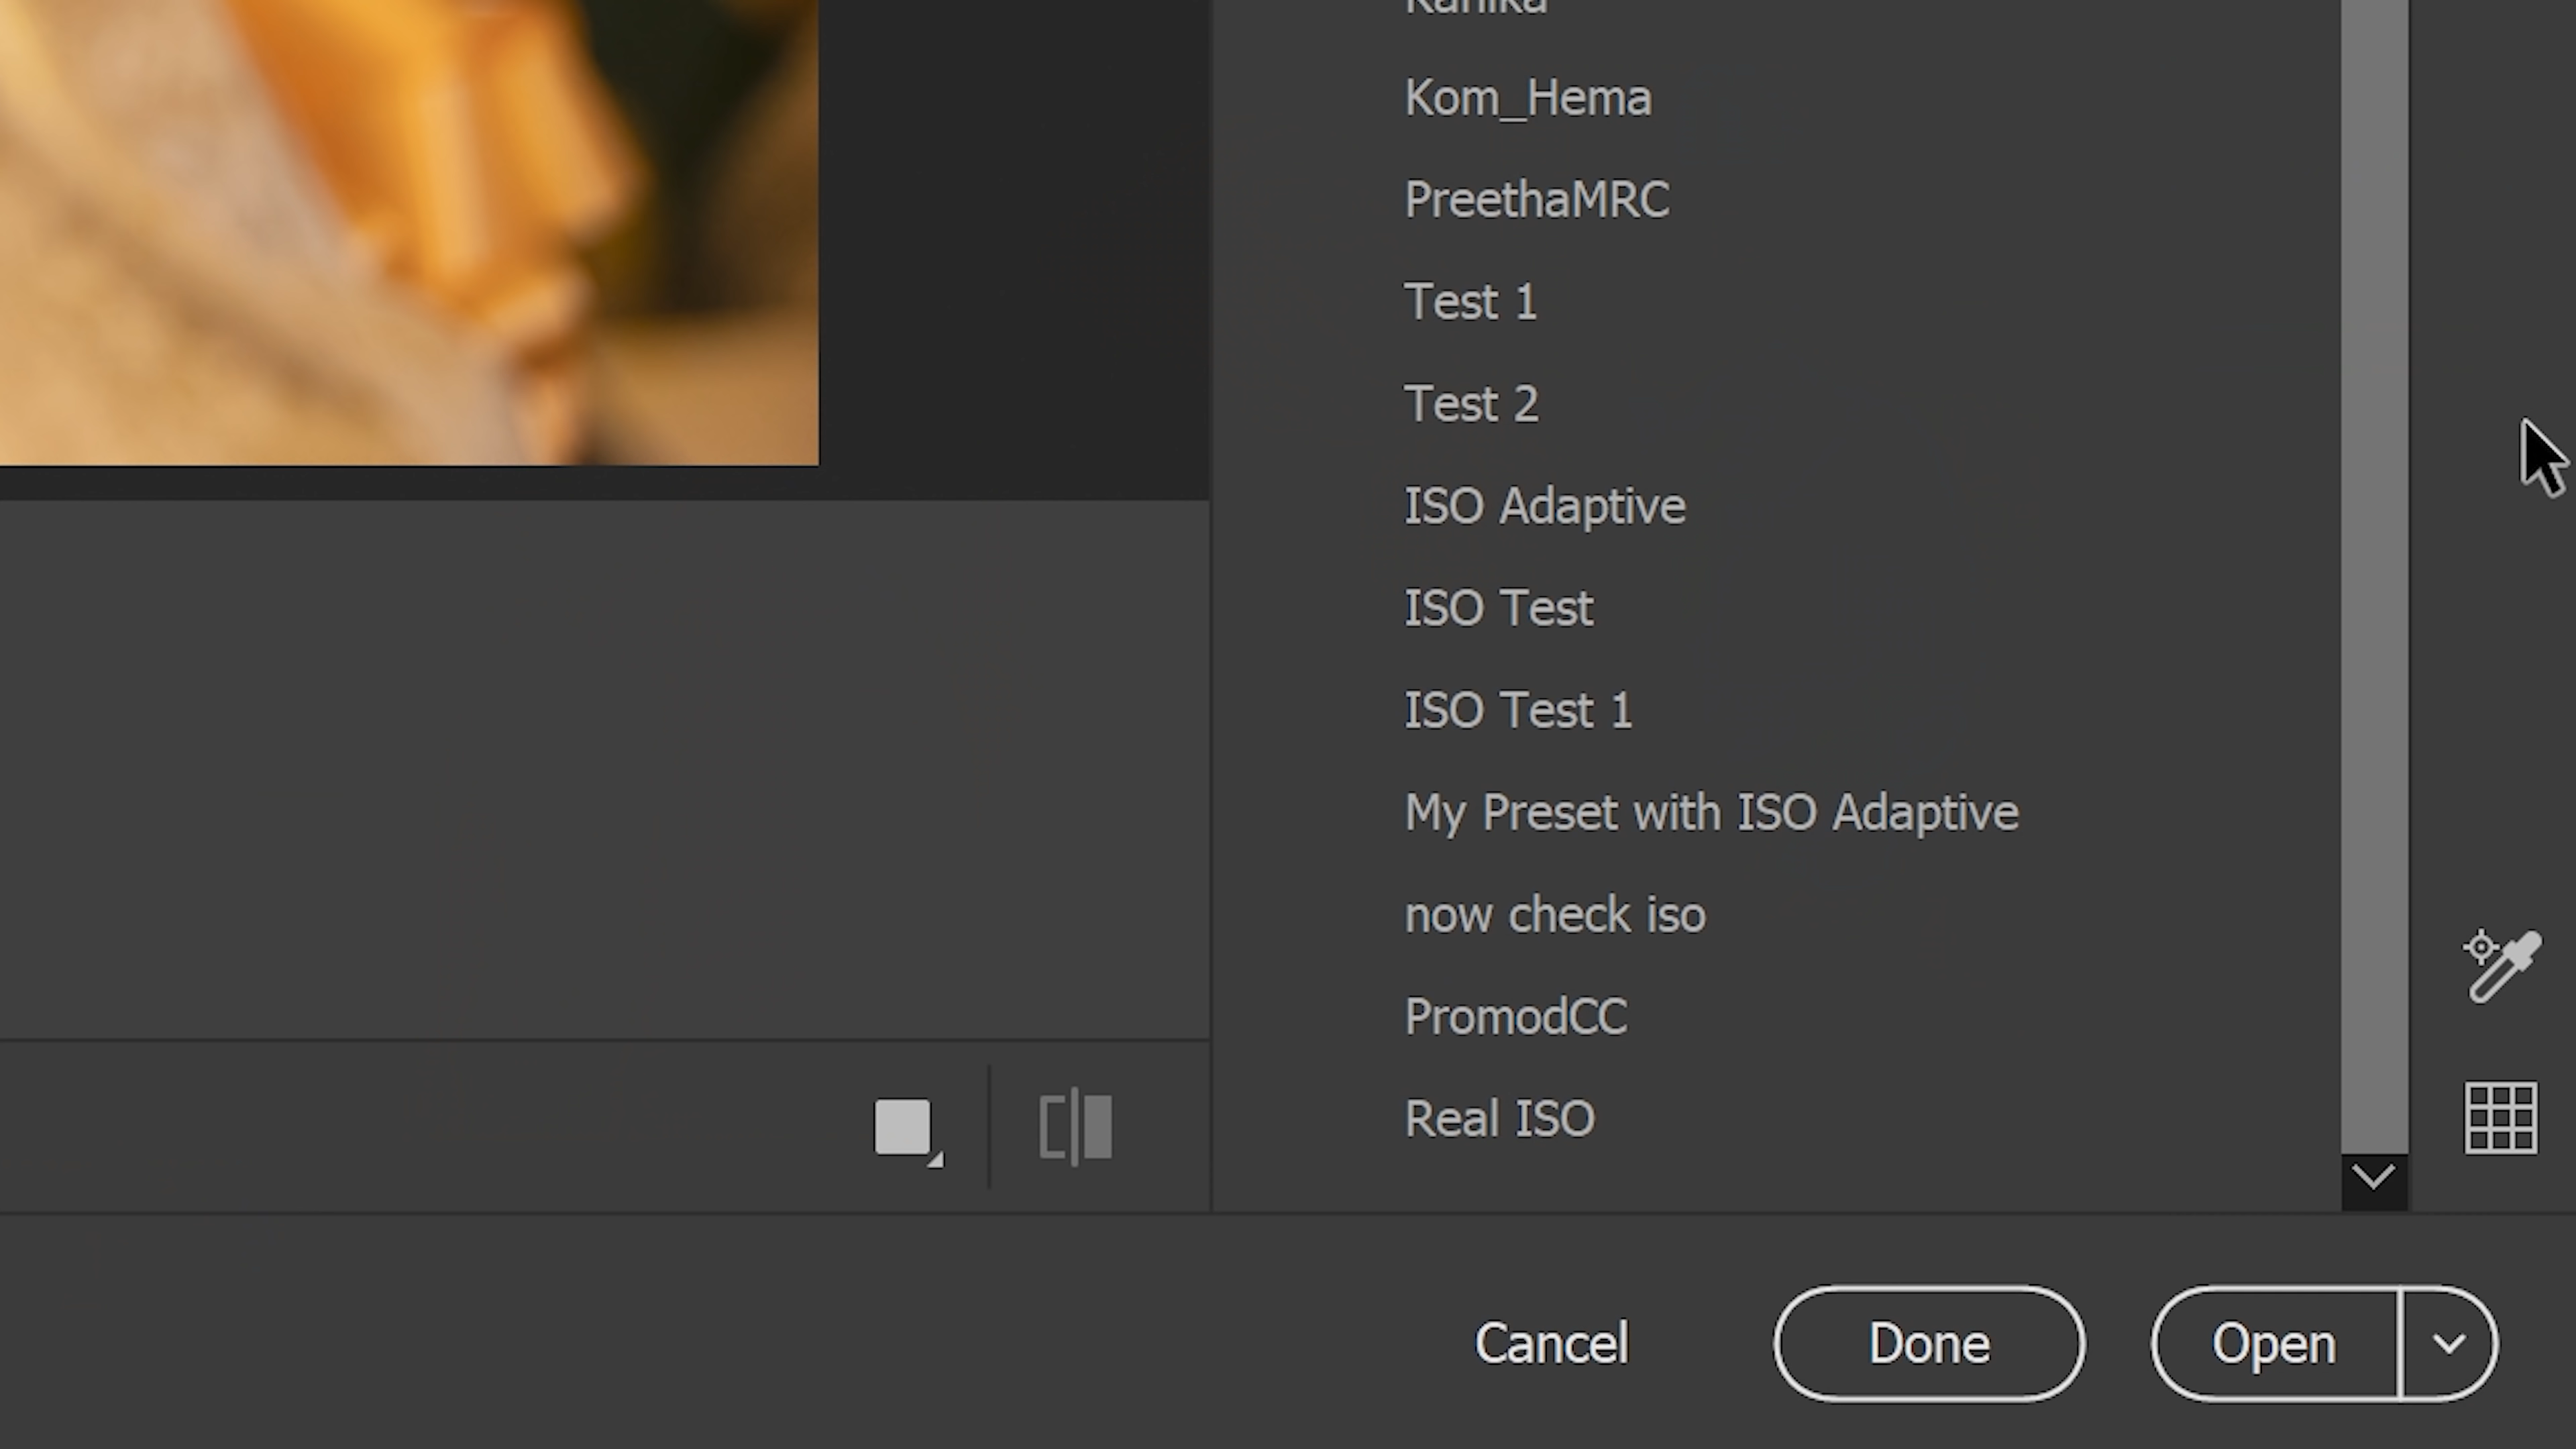 Kom_Hema
PreethaMRC
Test 1
Test 2
ISO Adaptive
ISO Test
ISO Test 1
My Preset with ISO Adaptive
now check iso
PromodCC
Real ISO
Cancel
Done
Open